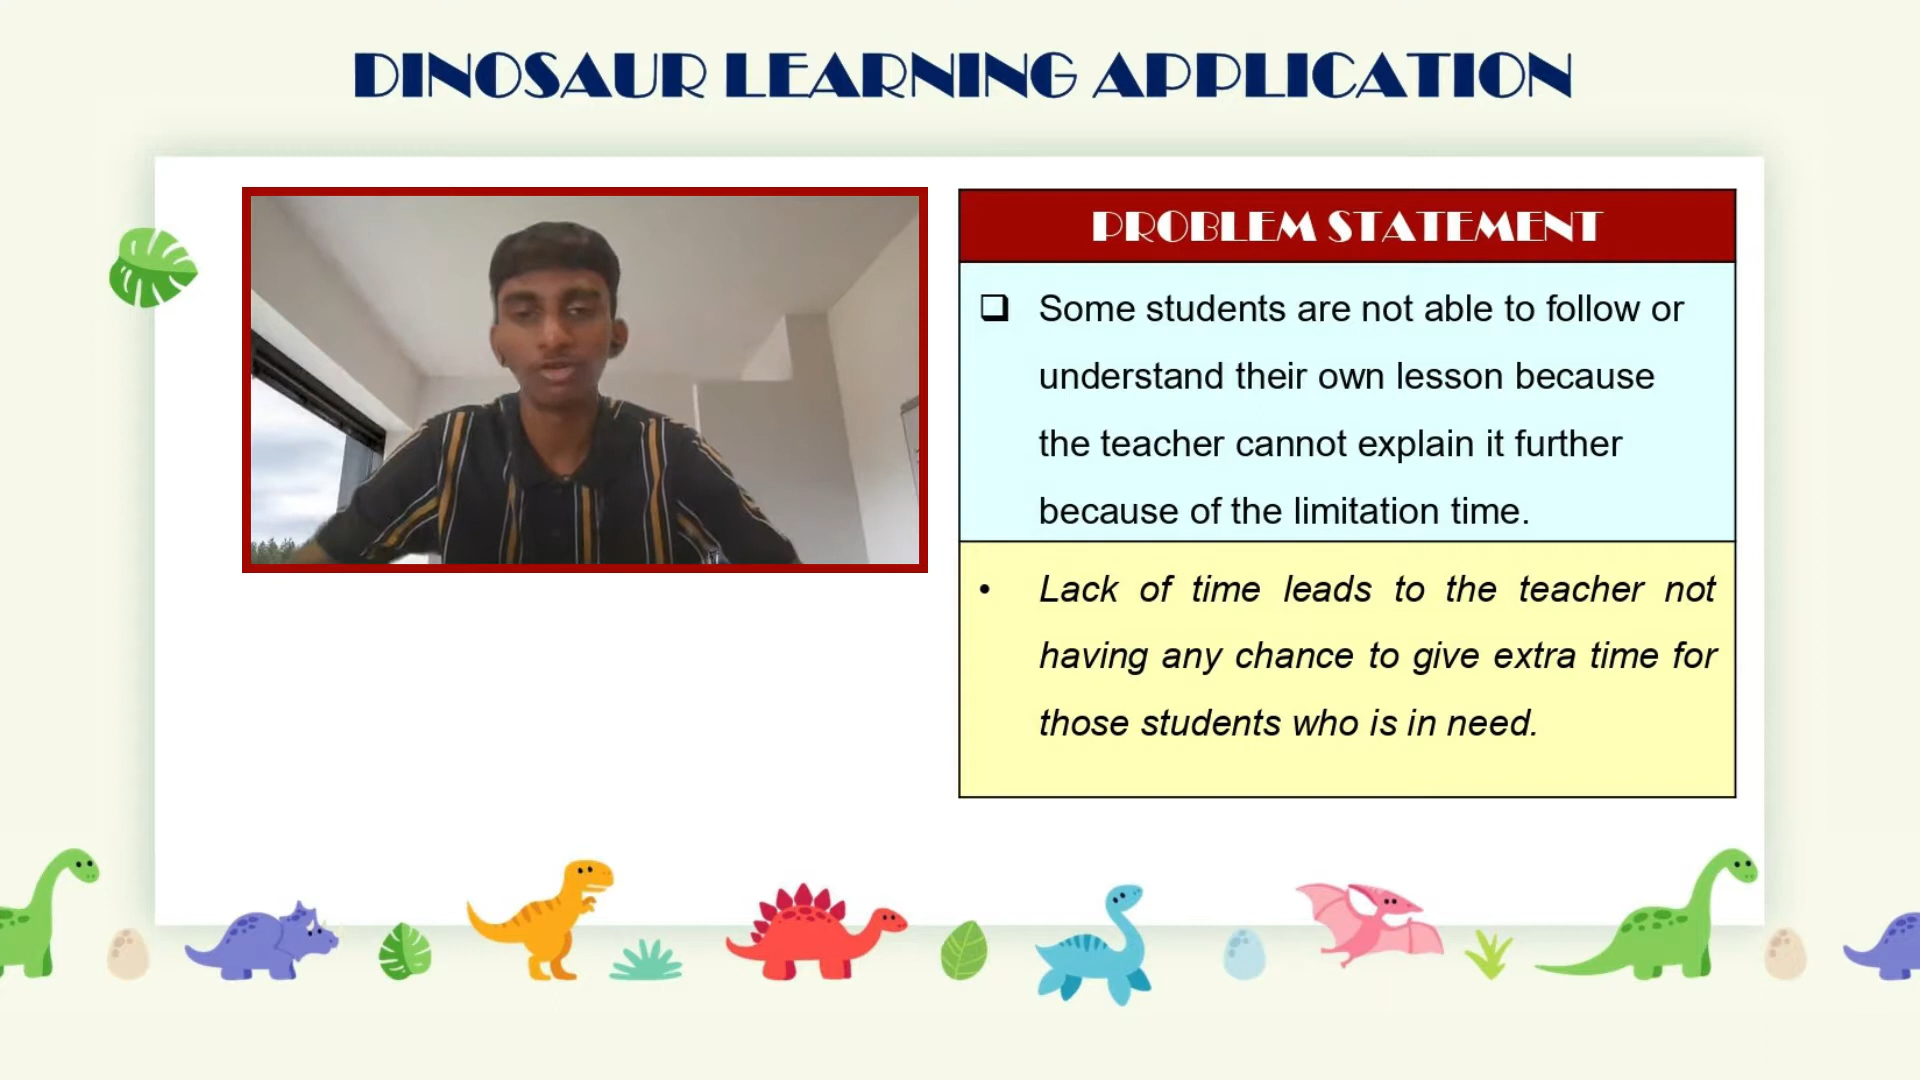 DINOSAUR LEARNING APPLICATION
PROBLEM STATEMENT
❑ Some students are not able to follow or
understand their own lesson because
the teacher cannot explain it further
because of the limitation time.
• Lack of time leads to the teacher not
having any chance to give extra time for
those students who is in need.